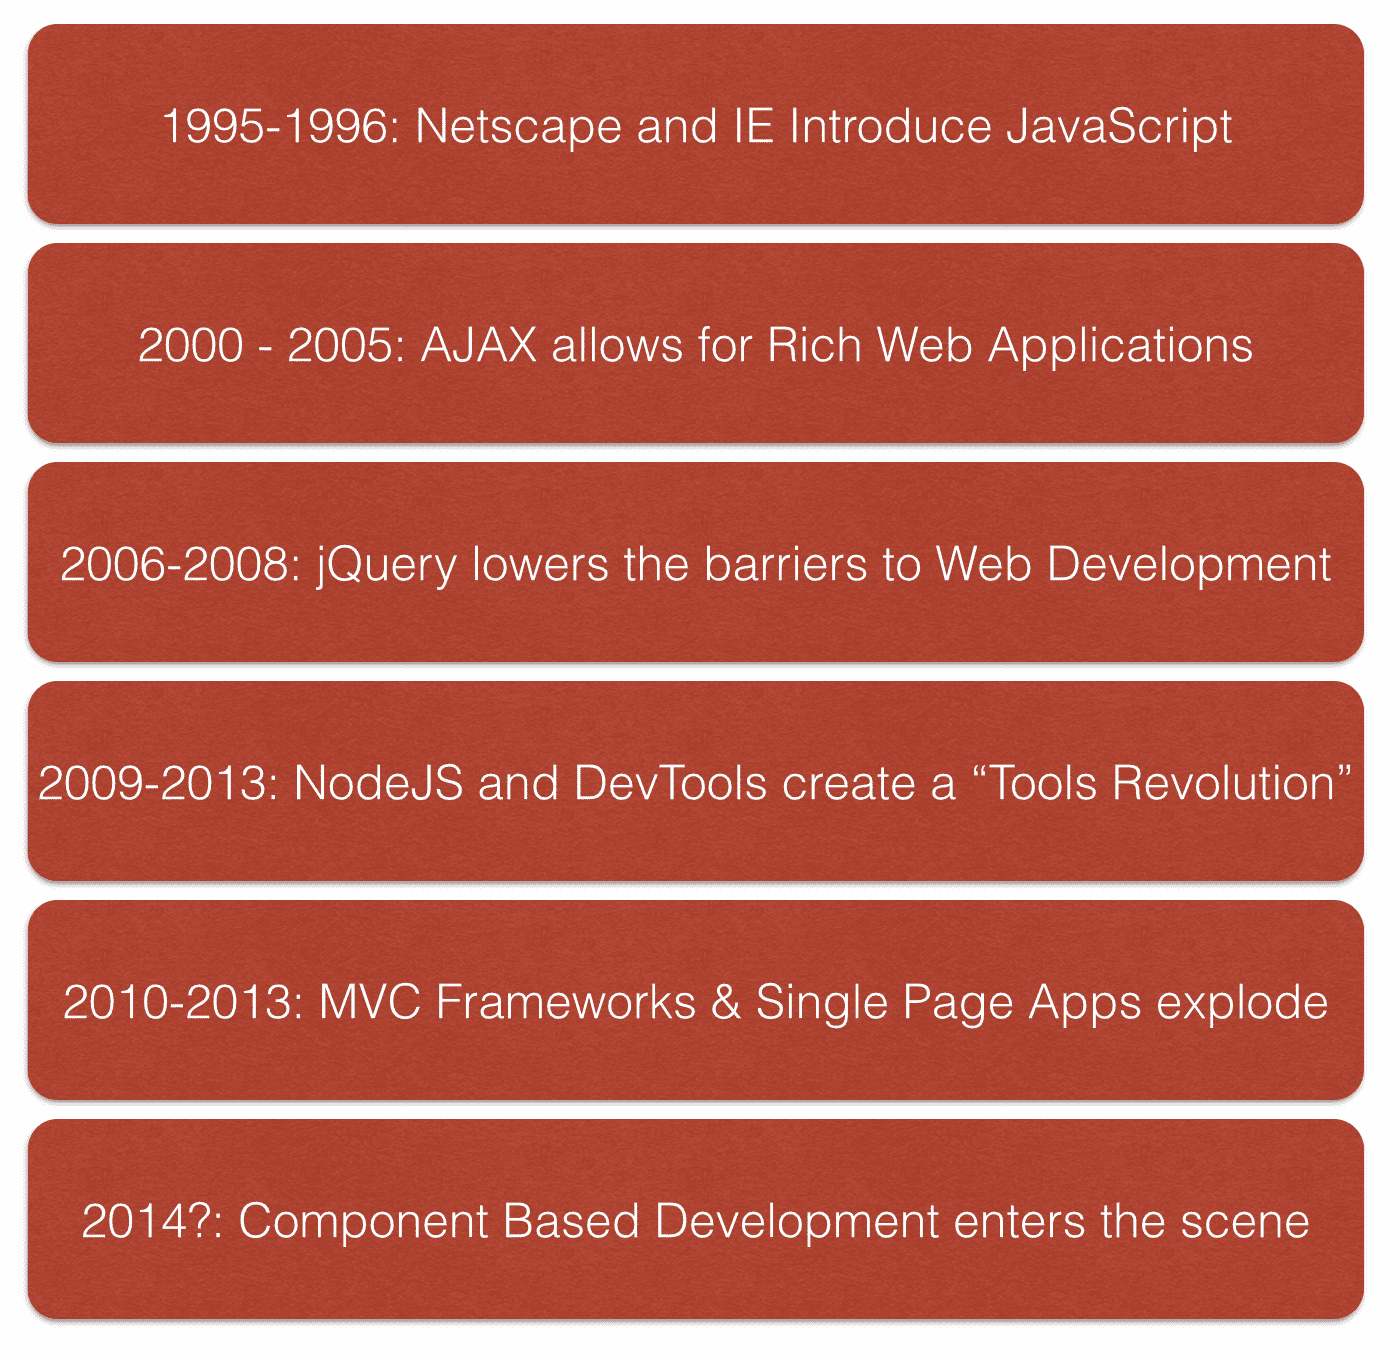 1995-1996: Netscape and IE Introduce JavaScript
2000 - 2005: AJAX allows for Rich Web Applications
2006-2008: jQuery lowers the barriers to Web Development
2009-2013: NodeJS and DevTools create a “Tools Revolution”
2010-2013: MVC Frameworks & Single Page Apps explode
2014?: Component Based Development enters the scene